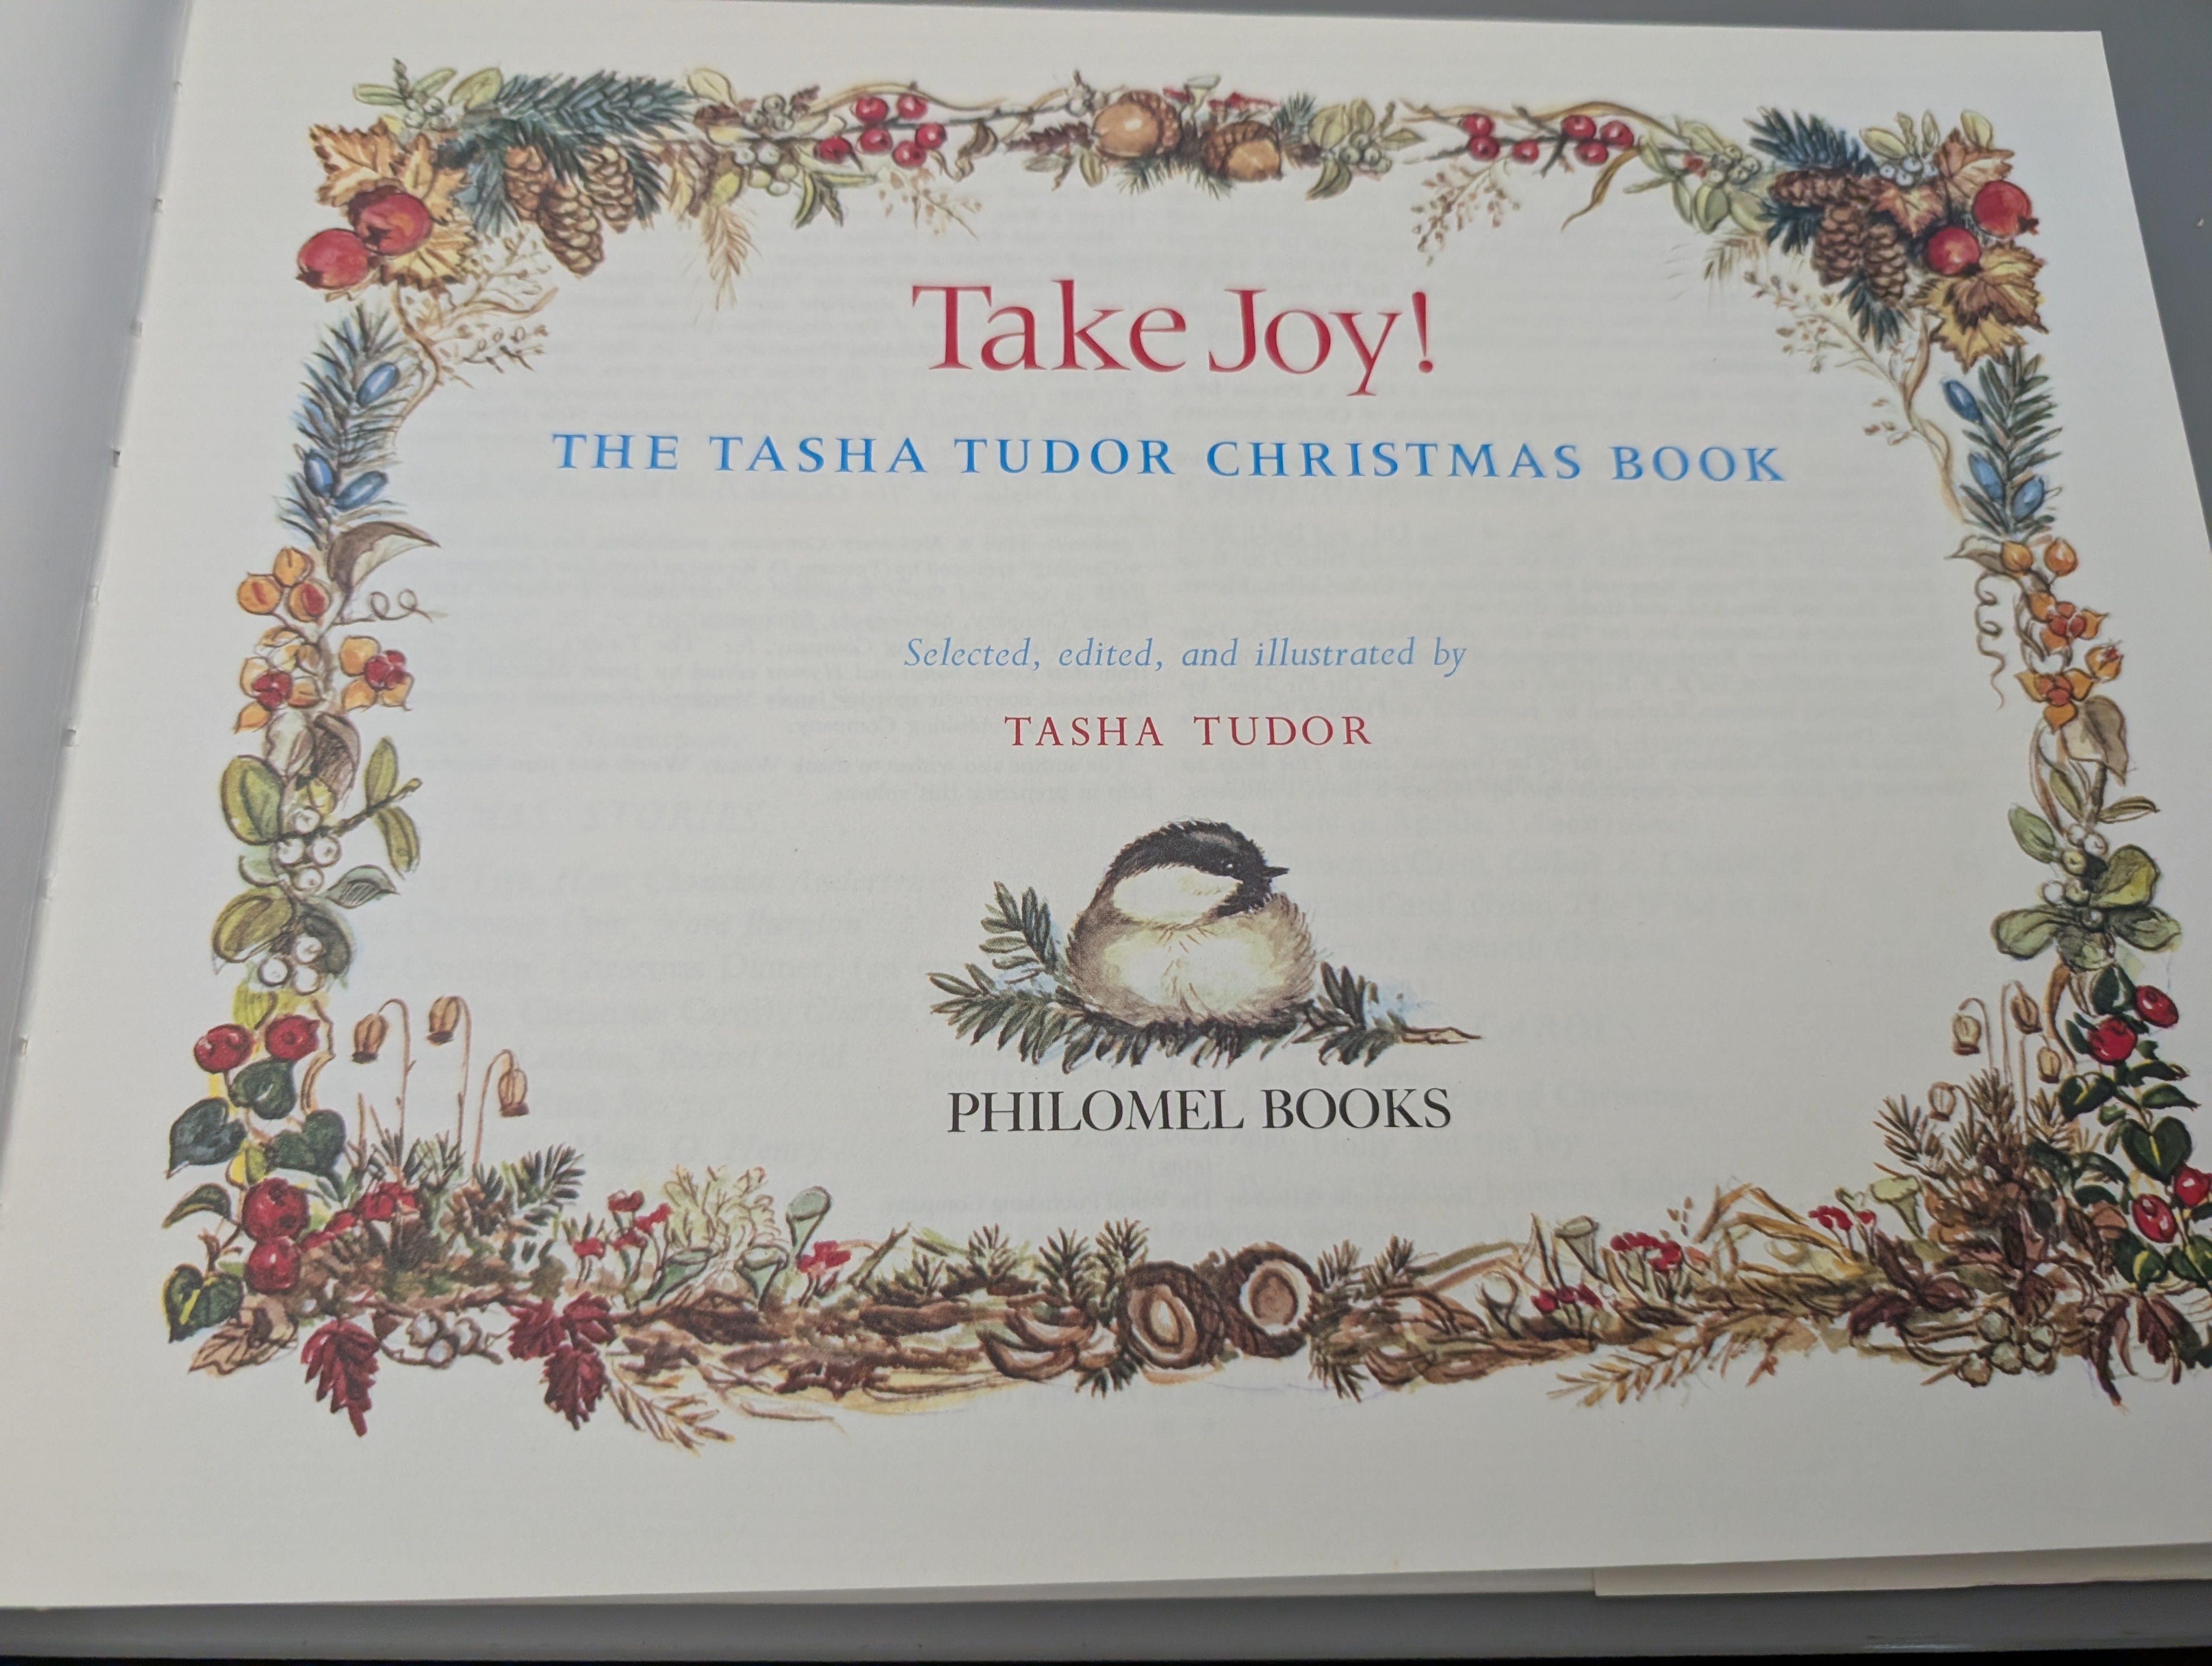 Take Joy!
THE TASHA TUDOR CHRISTMAS BOOK
Selected, edited, and illustrated by
TASHA TUDOR
PHILOMEL BOOKS